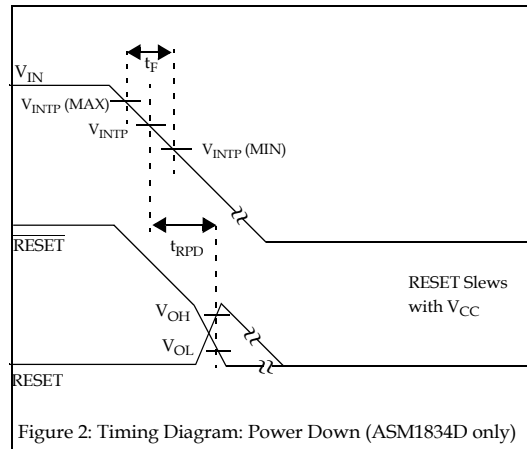 t_F
V_IN
V_INTP (MAX)
V_INTP
V_INTP (MIN)
t_RPD
R̅E̅S̅E̅T̅
RESET Slews
with V_CC
V_OH
V_OL
RESET
Figure 2: Timing Diagram: Power Down (ASM1834D only)